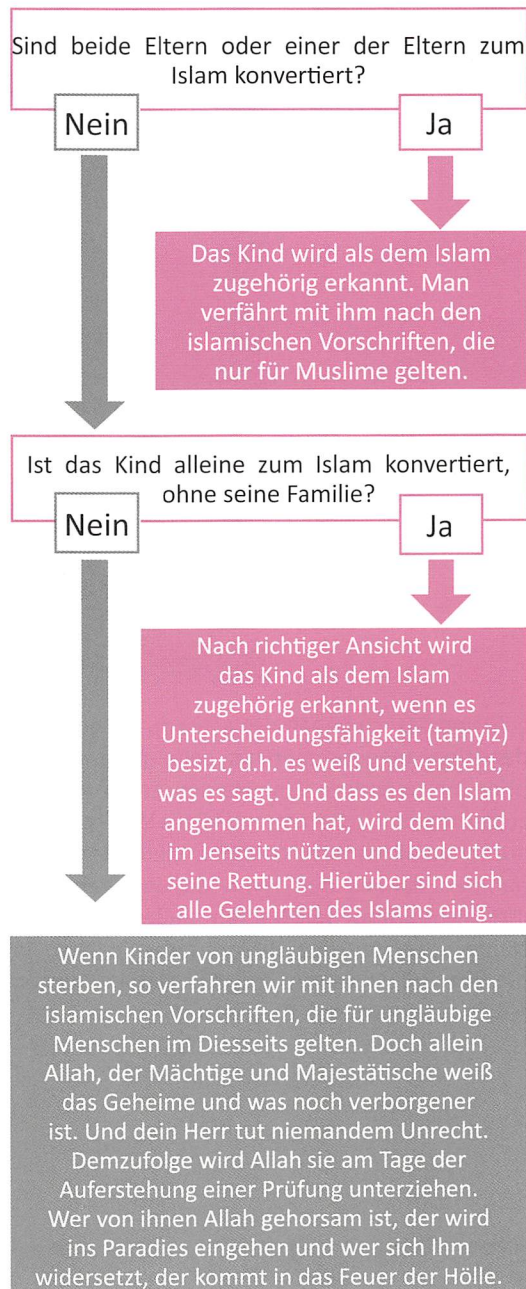 Sind beide Eltern oder einer der Eltern zum
Islam konvertiert?
Nein
Ja
Das Kind wird als dem Islam
zugehörig erkannt. Man
verfährt mit ihm nach den
islamischen Vorschriften, die
nur für Muslime gelten.
Ist das Kind alleine zum Islam konvertiert,
ohne seine Familie?
Nein
Ja
Nach richtiger Ansicht wird
das Kind als dem Islam
zugehörig erkannt, wenn es
Unterscheidungsfähigkeit (tamyīz)
besizt, d.h. es weiß und versteht,
was es sagt. Und dass es den Islam
angenommen hat, wird dem Kind
im Jenseits nützen und bedeutet
seine Rettung. Hierüber sind sich
alle Gelehrten des Islams einig.
Wenn Kinder von ungläubigen Menschen
sterben, so verfahren wir mit ihnen nach den
islamischen Vorschriften, die für ungläubige
Menschen im Diesseits gelten. Doch allein
Allah, der Mächtige und Majestätische weiß
das Geheime und was noch verborgener
ist. Und dein Herr tut niemandem Unrecht.
Demzufolge wird Allah sie am Tage der
Auferstehung einer Prüfung unterziehen.
Wer von ihnen Allah gehorsam ist, der wird
ins Paradies eingehen und wer sich Ihm
widersetzt, der kommt in das Feuer der Hölle.